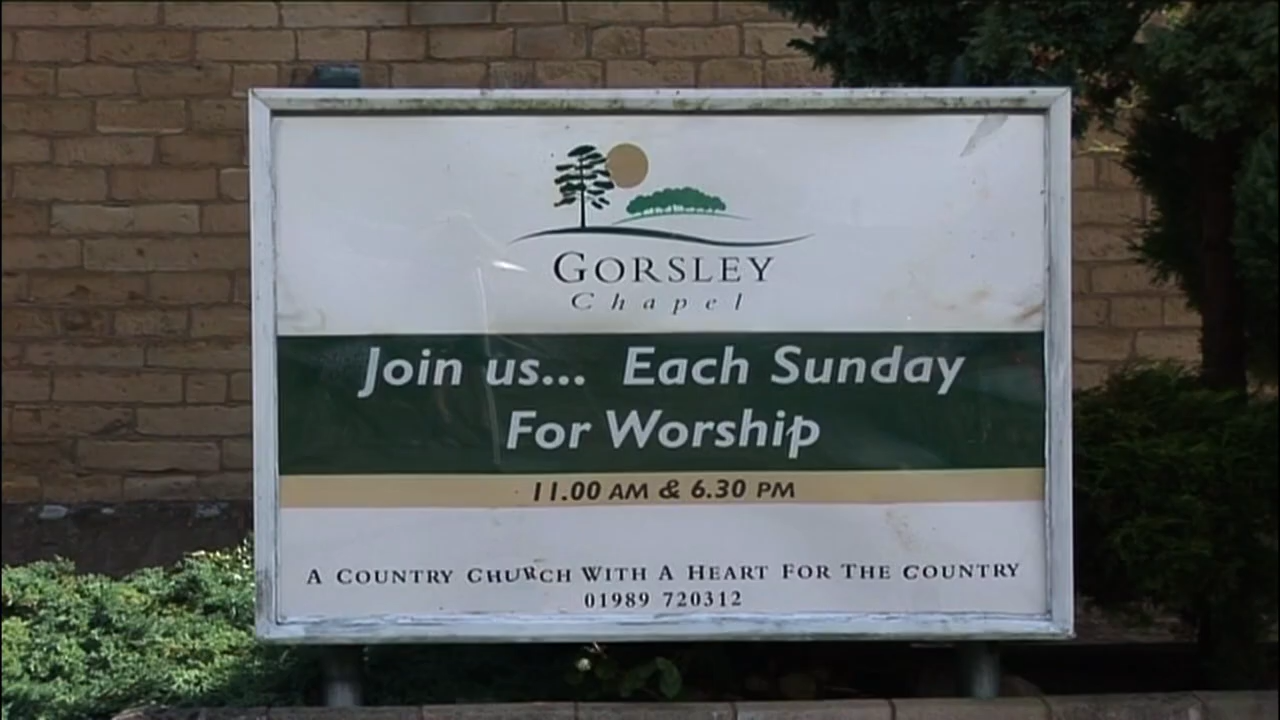 GORSLEY
Chapel
Join us... Each Sunday
For Worship
11.00 AM & 6.30 PM
A COUNTRY CHURCH WITH A HEART FOR THE COUNTRY
01989 720312